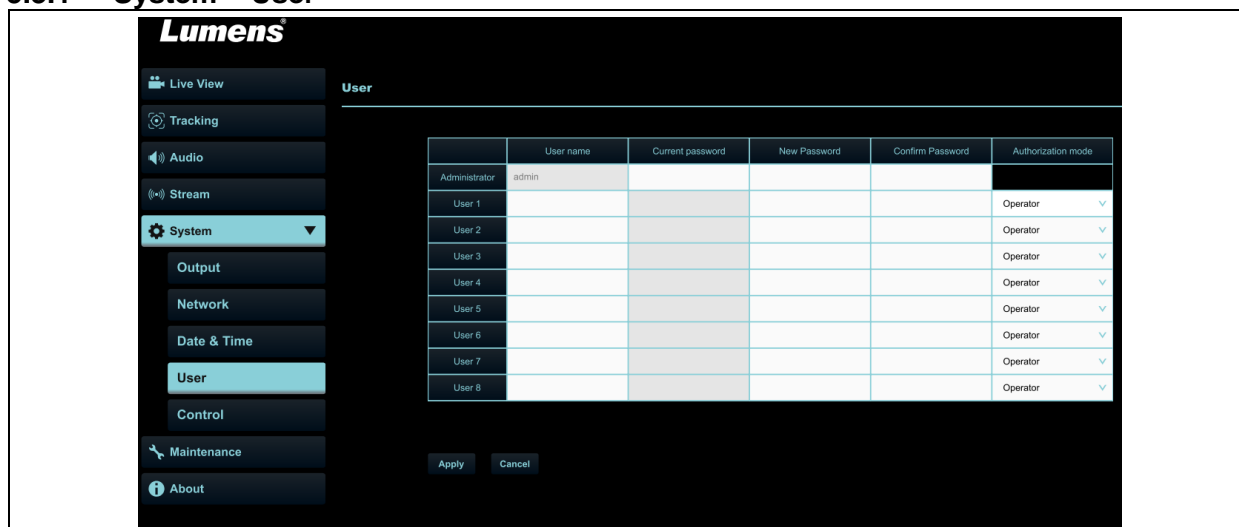 Lumens®
Live View
User
Tracking
User name Current password New Password Confirm Password Authorization mode
Audio
Administrator admin
Stream
User 1 Operator
System
User 2 Operator
User 3 Operator
Output
User 4 Operator
Network
User 5 Operator
User 6 Operator
Date & Time
User 7 Operator
User
User 8 Operator
Control
Maintenance
Apply Cancel
About